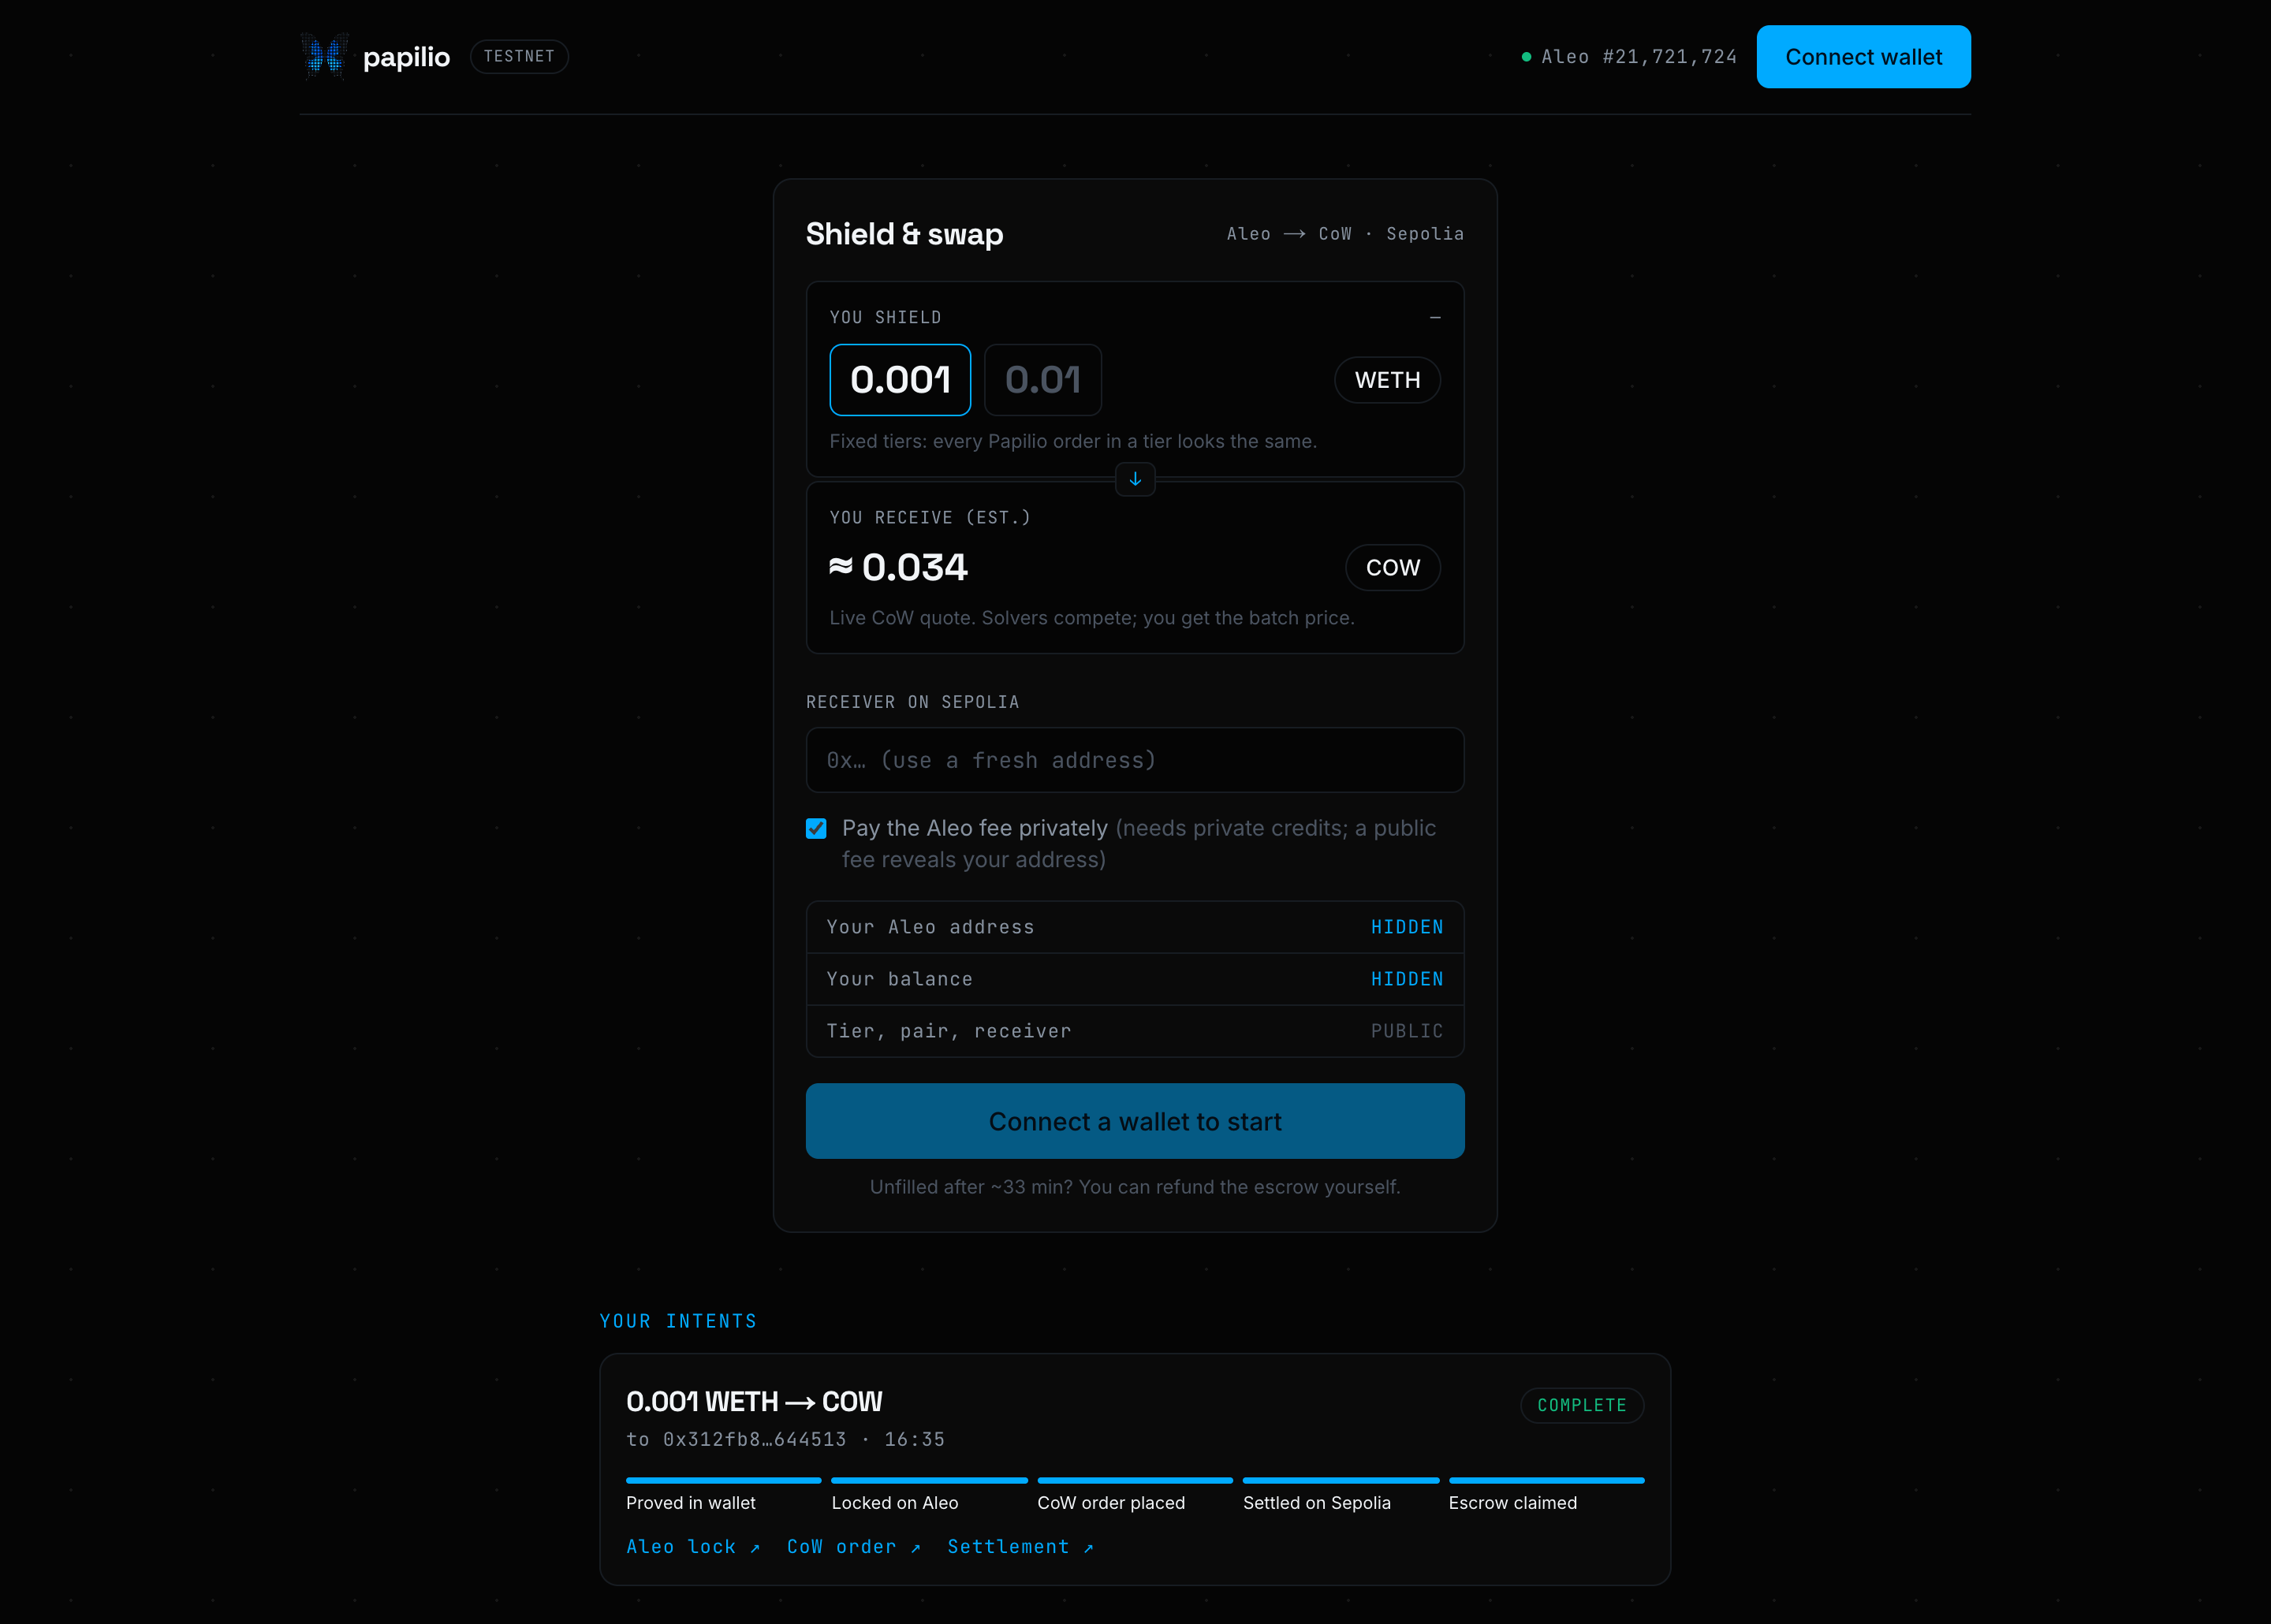 papilio
TESTNET
Aleo #21,721,724
Connect wallet
Shield & swap
Aleo → CoW · Sepolia
YOU SHIELD
—
0.001
0.01
WETH
Fixed tiers: every Papilio order in a tier looks the same.
↓
YOU RECEIVE (EST.)
≈ 0.034
COW
Live CoW quote. Solvers compete; you get the batch price.
RECEIVER ON SEPOLIA
0x… (use a fresh address)
Pay the Aleo fee privately (needs private credits; a public
fee reveals your address)
Your Aleo address
HIDDEN
Your balance
HIDDEN
Tier, pair, receiver
PUBLIC
Connect a wallet to start
Unfilled after ~33 min? You can refund the escrow yourself.
YOUR INTENTS
0.001 WETH → COW
COMPLETE
to 0x312fb8…644513 · 16:35
Proved in wallet
Locked on Aleo
CoW order placed
Settled on Sepolia
Escrow claimed
Aleo lock ↗
CoW order ↗
Settlement ↗